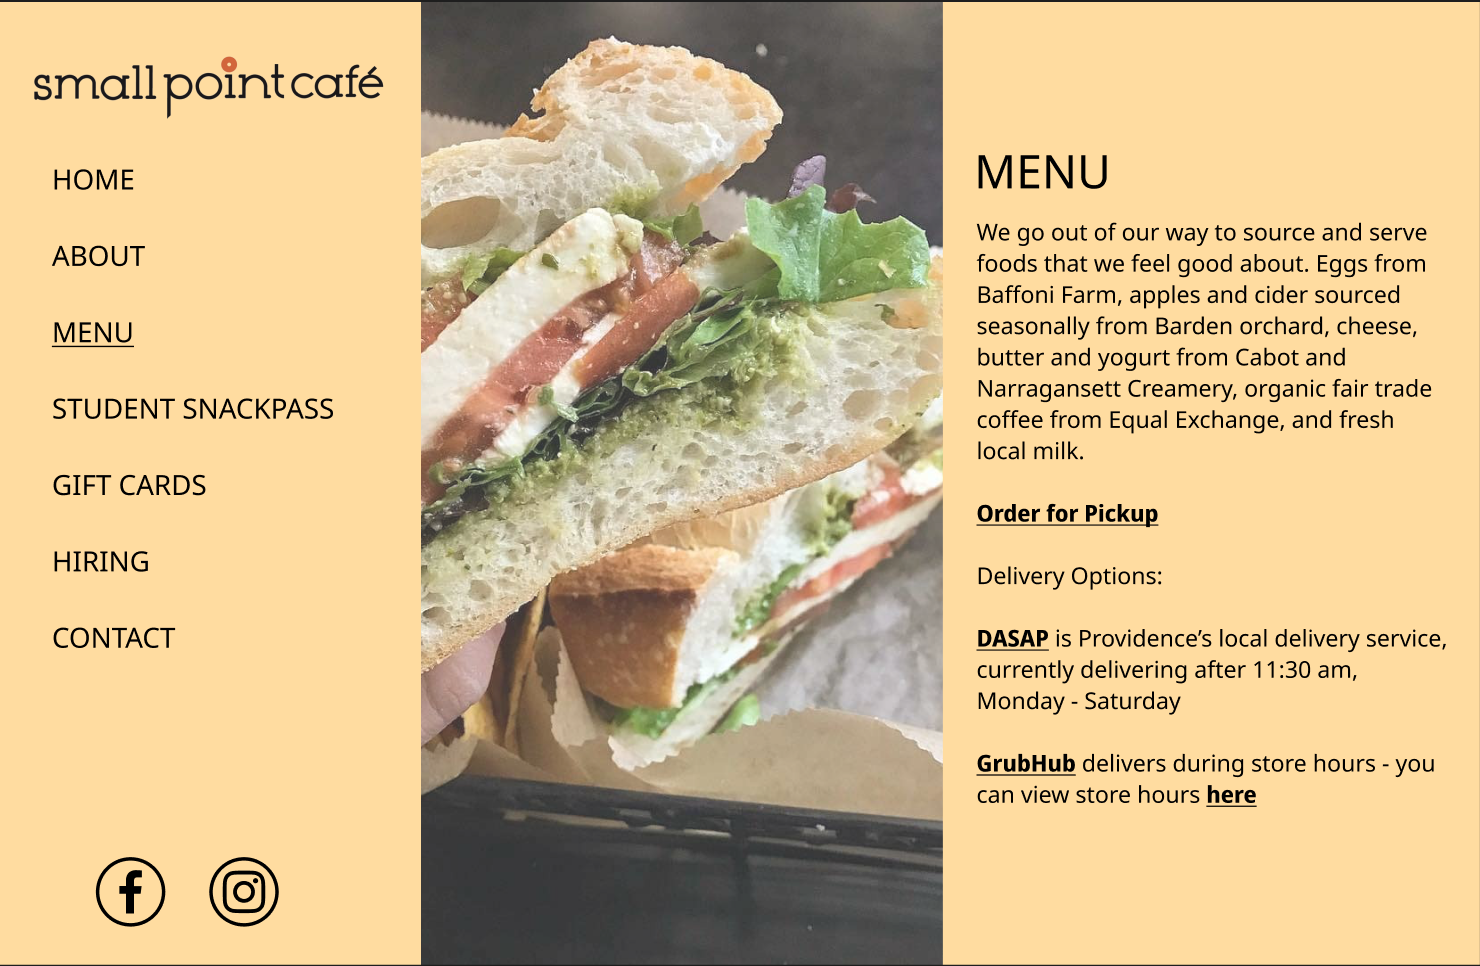 small point café
HOME
ABOUT
MENU
STUDENT SNACKPASS
GIFT CARDS
HIRING
CONTACT
MENU
We go out of our way to source and serve
foods that we feel good about. Eggs from
Baffoni Farm, apples and cider sourced
seasonally from Barden orchard, cheese,
butter and yogurt from Cabot and
Narragansett Creamery, organic fair trade
coffee from Equal Exchange, and fresh
local milk.
Order for Pickup
Delivery Options:
DASAP is Providence’s local delivery service,
currently delivering after 11:30 am,
Monday - Saturday
GrubHub delivers during store hours - you
can view store hours here